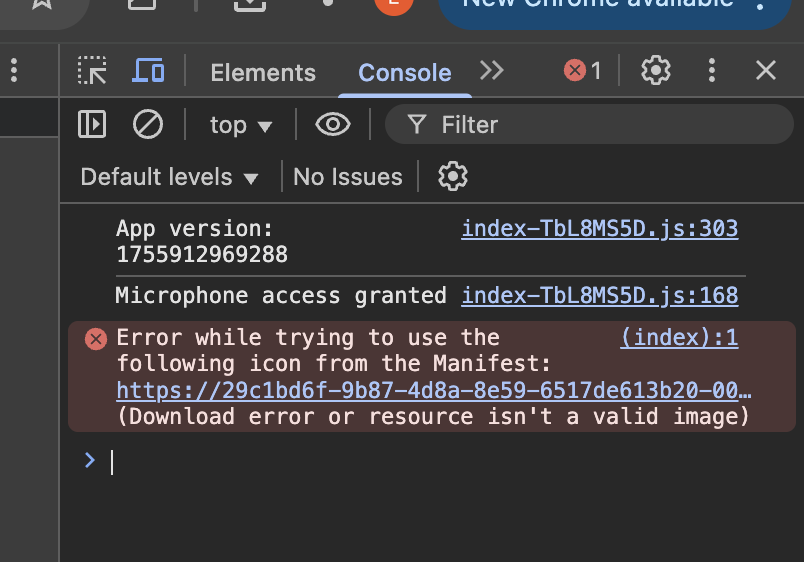 New Chrome available
Elements Console 1
top Filter
Default levels No Issues
App version: index-TbL8MS5D.js:303
1755912969288
Microphone access granted index-TbL8MS5D.js:168
Error while trying to use the (index):1
following icon from the Manifest:
https://29c1bd6f-9b87-4d8a-8e59-6517de613b20-00…
(Download error or resource isn't a valid image)